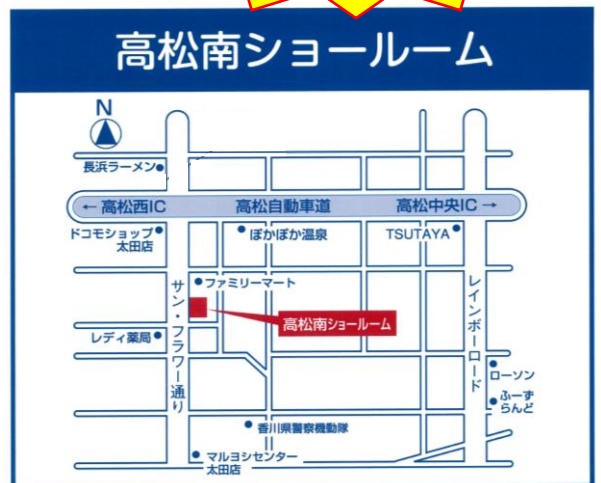 高松南ショールーム
N
長浜ラーメン
← 高松西IC
高松自動車道
高松中央IC →
ドコモショップ
太田店
ぽかぽか温泉
TSUTAYA
サン・フラワー通り
ファミリーマート
レインボーロード
高松南ショールーム
レディ薬局
ローソン
ふーず
らんど
香川県警察機動隊
マルヨシセンター
太田店